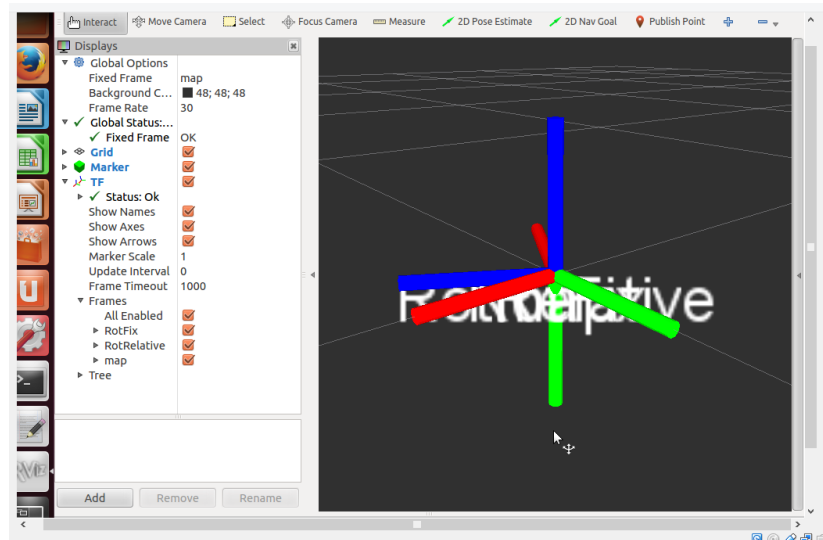 Interact Move Camera Select Focus Camera Measure 2D Pose Estimate 2D Nav Goal Publish Point
Displays
Global Options
Fixed Frame map
Background C... 48; 48; 48
Frame Rate 30
Global Status:...
Fixed Frame OK
Grid
Marker
TF
Status: Ok
Show Names
Show Axes
Show Arrows
Marker Scale 1
Update Interval 0
Frame Timeout 1000
Frames
All Enabled
RotFix
RotRelative
map
Tree
Add Remove Rename